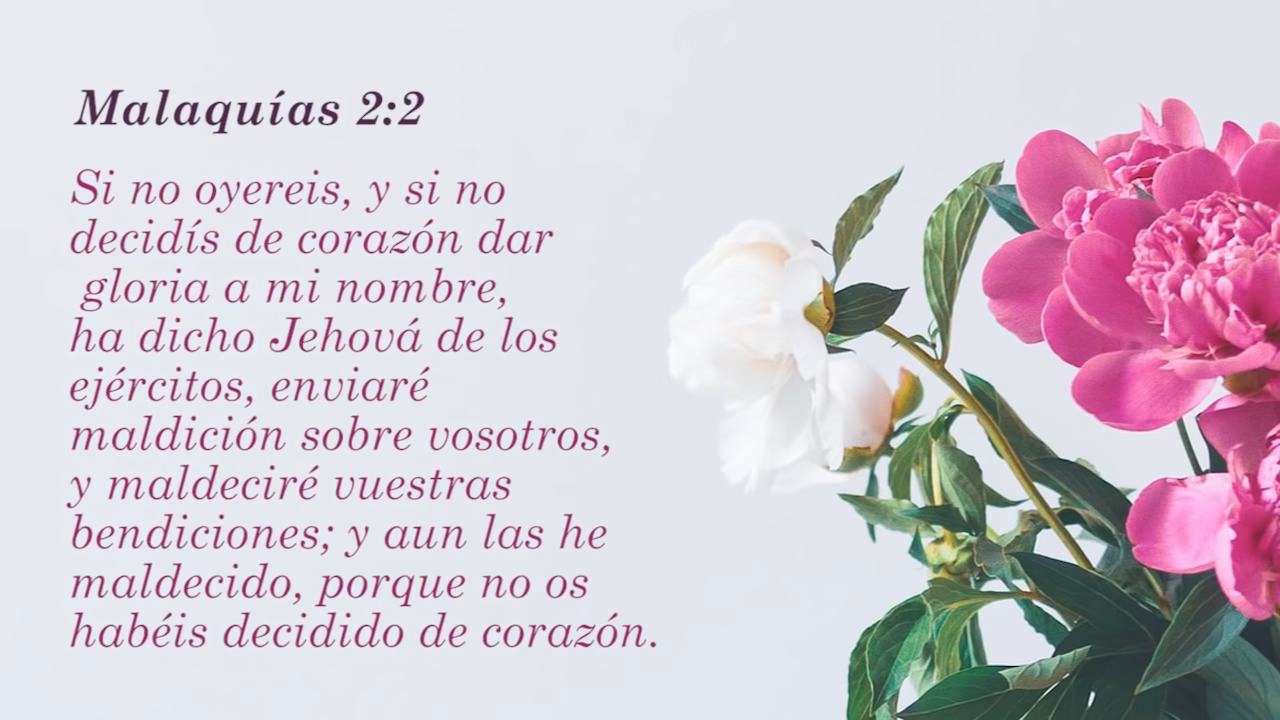 Malaquías 2:2
Si no oyereis, y si no
decidís de corazón dar
gloria a mi nombre,
ha dicho Jehová de los
ejércitos, enviaré
maldición sobre vosotros,
y maldeciré vuestras
bendiciones; y aun las he
maldecido, porque no os
habéis decidido de corazón.